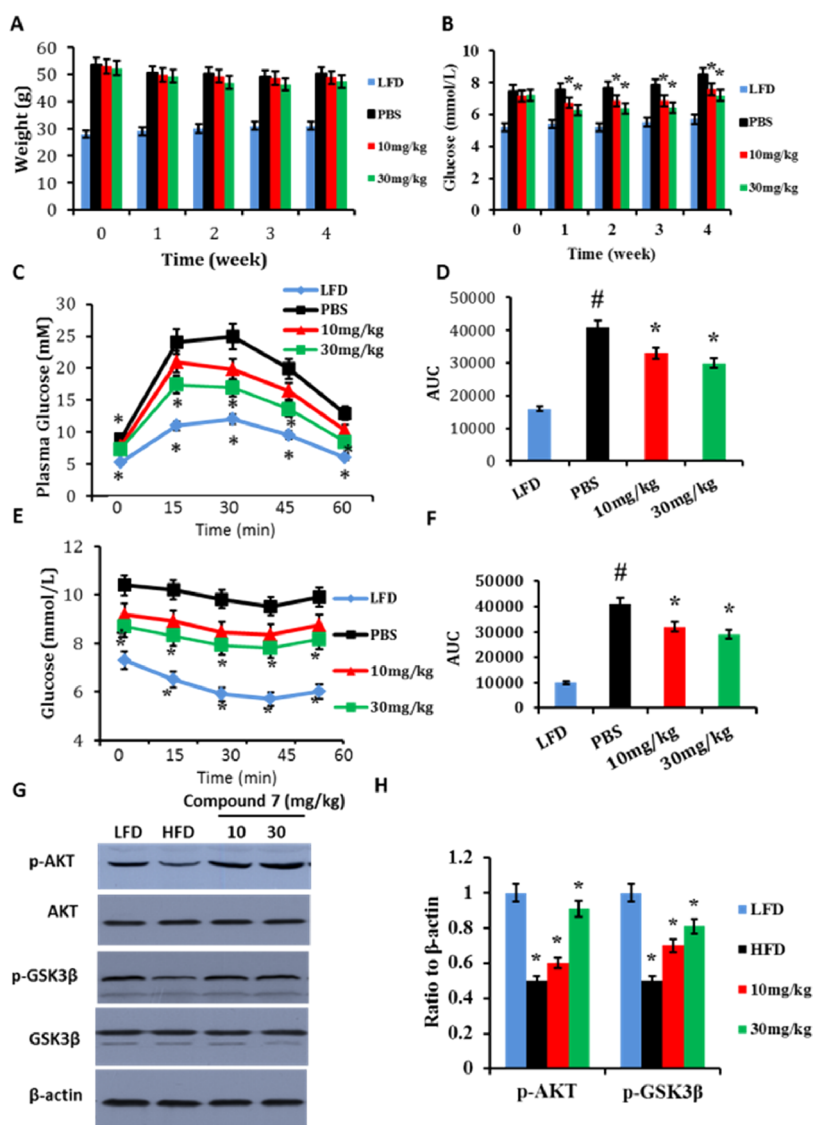 A
Weight (g)
60
50
40
30
20
10
0
0 1 2 3 4
Time (week)
LFD
PBS
10mg/kg
30mg/kg
B
Glucose (mmol/L)
10
8
6
4
2
0
* * * * * * * *
0 1 2 3 4
Time (week)
LFD
PBS
10mg/kg
30mg/kg
C
Plasma Glucose (mM)
30
25
20
15
10
5
0
* * * * *
* * * * *
0 15 30 45 60
Time (min)
LFD
PBS
10mg/kg
30mg/kg
D
AUC
50000
40000
30000
20000
10000
0
# * *
LFD PBS 10mg/kg 30mg/kg
E
Glucose (mmol/L)
12
10
8
6
4
* * * * *
* * * *
0 15 30 45 60
Time (min)
LFD
PBS
10mg/kg
30mg/kg
F
AUC
50000
40000
30000
20000
10000
0
# * *
LFD PBS 10mg/kg 30mg/kg
G
Compound 7 (mg/kg)
LFD HFD 10 30
p-AKT
AKT
p-GSK3β
GSK3β
β-actin
H
Ratio to β-actin
1.2
1
0.8
0.6
0.4
0.2
0
* * * * * *
p-AKT p-GSK3β
LFD
HFD
10mg/kg
30mg/kg